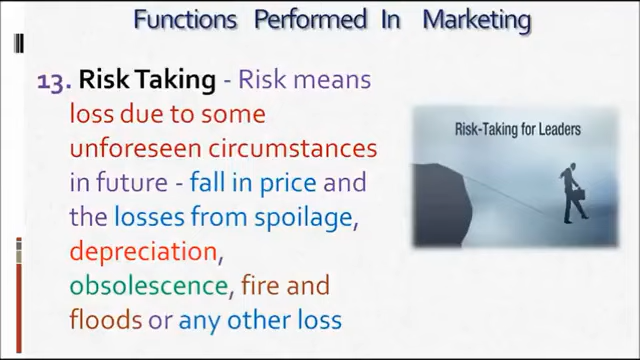 Functions Performed In Marketing
13. Risk Taking - Risk means
loss due to some
unforeseen circumstances
in future - fall in price and
the losses from spoilage,
depreciation,
obsolescence, fire and
floods or any other loss
Risk-Taking for Leaders